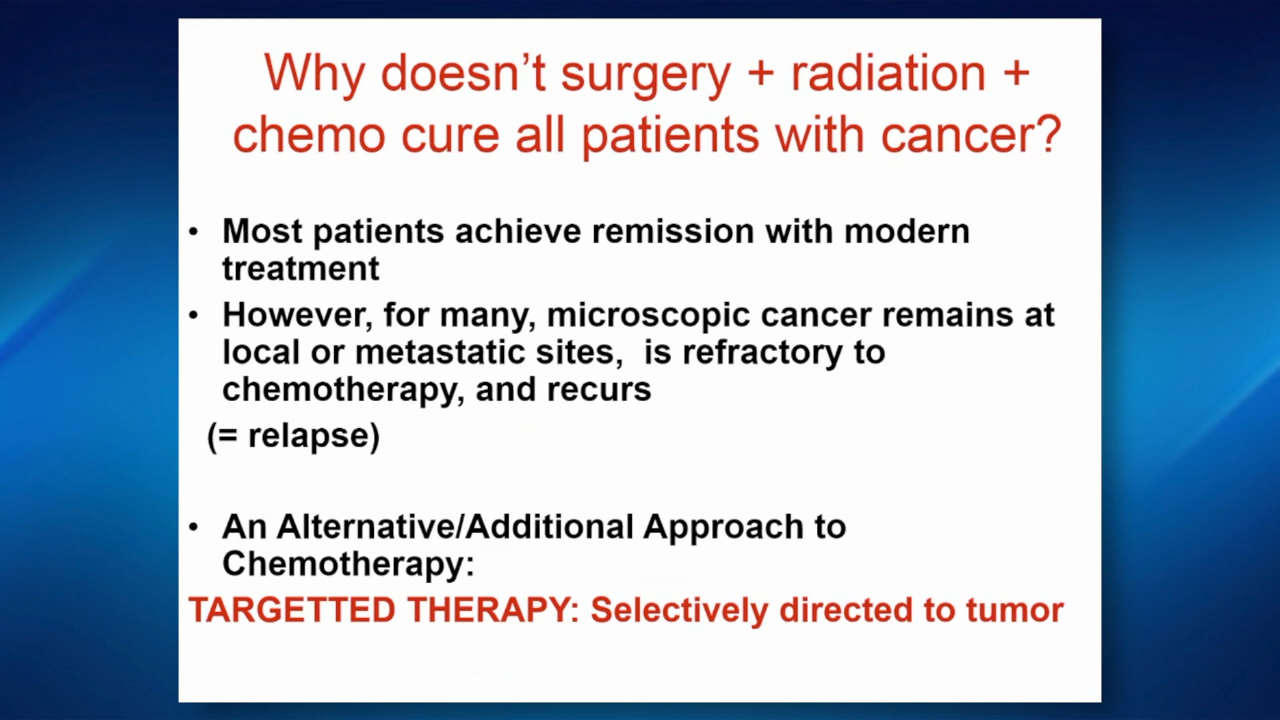 Why doesn’t surgery + radiation +
chemo cure all patients with cancer?
• Most patients achieve remission with modern
treatment
• However, for many, microscopic cancer remains at
local or metastatic sites,  is refractory to
chemotherapy, and recurs
(= relapse)
• An Alternative/Additional Approach to
Chemotherapy:
TARGETTED THERAPY: Selectively directed to tumor